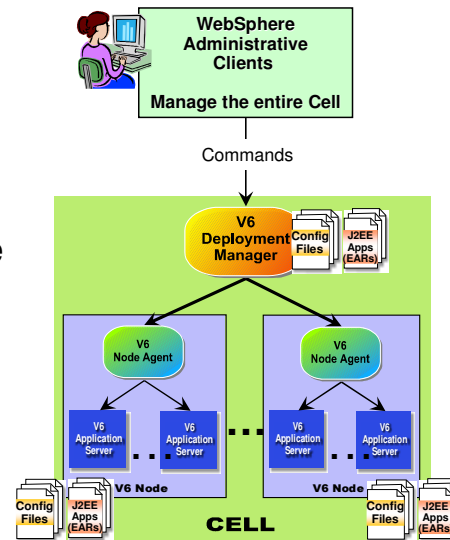 WebSphere
Administrative
Clients
Manage the entire Cell
Commands
e
V6
Deployment
Manager
Config
Files
J2EE
Apps
(EARs)
V6
Node Agent
V6
Node Agent
V6
Application
Server
V6
Application
Server
...
V6
Application
Server
V6
Application
Server
...
...
V6 Node
V6 Node
Config
Files
J2EE
Apps
(EARs)
Config
Files
J2EE
Apps
(EARs)
CELL